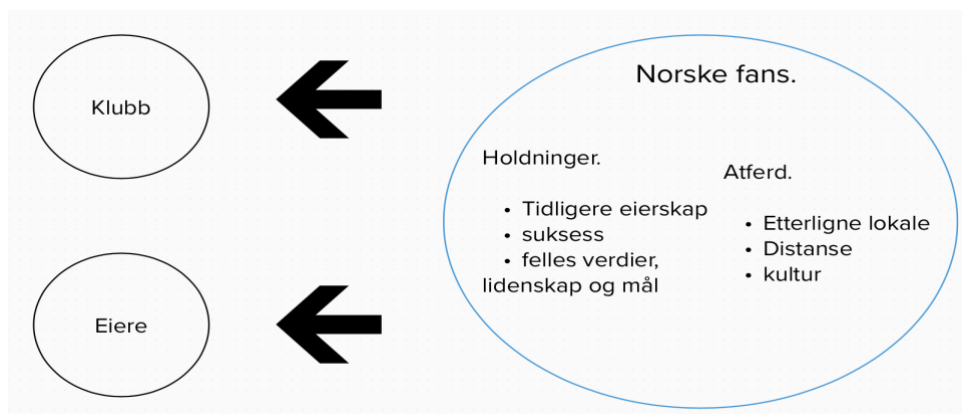 Klubb
Eiere
Norske fans.
Holdninger.
• Tidligere eierskap
• suksess
• felles verdier,
lidenskap og mål
Atferd.
• Etterligne lokale
• Distanse
• kultur